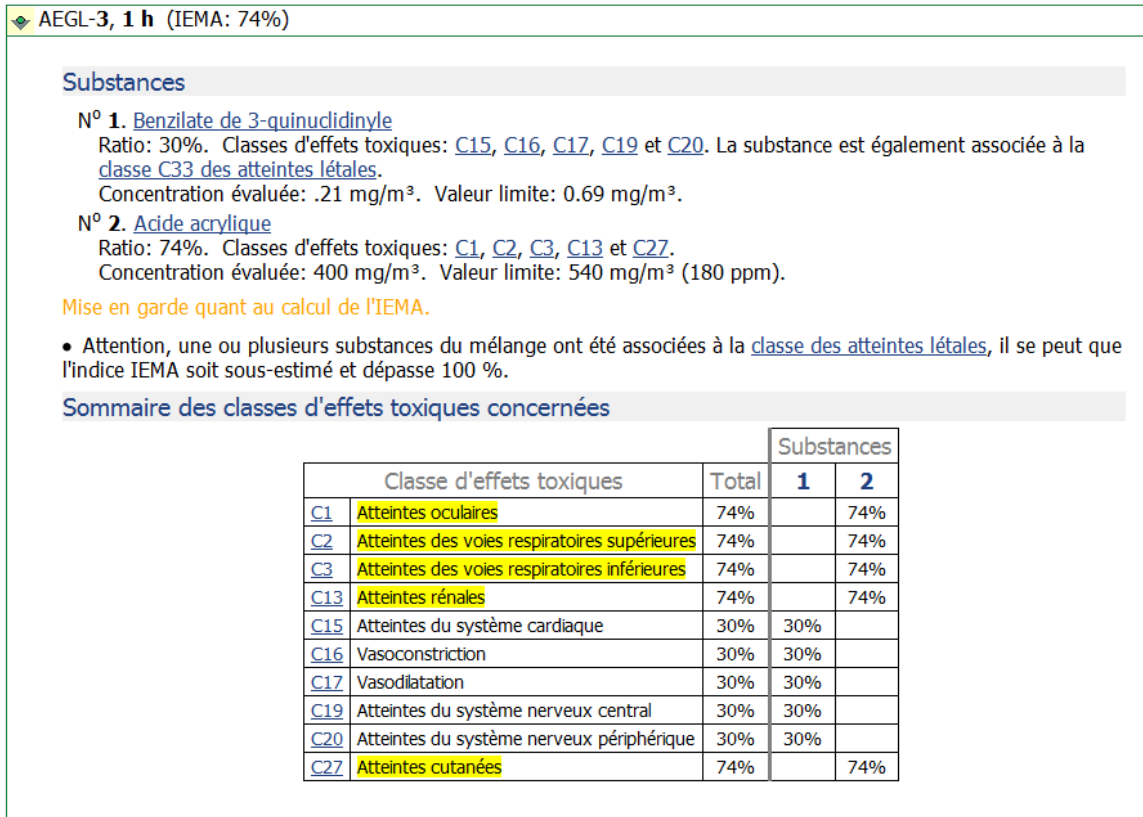 AEGL-3, 1 h (IEMA: 74%)
Substances
Nº 1. Benzilate de 3-quinuclidinyle
Ratio: 30%. Classes d'effets toxiques: C15, C16, C17, C19 et C20. La substance est également associée à la
classe C33 des atteintes létales.
Concentration évaluée: .21 mg/m³. Valeur limite: 0.69 mg/m³.
Nº 2. Acide acrylique
Ratio: 74%. Classes d'effets toxiques: C1, C2, C3, C13 et C27.
Concentration évaluée: 400 mg/m³. Valeur limite: 540 mg/m³ (180 ppm).
Mise en garde quant au calcul de l'IEMA.
• Attention, une ou plusieurs substances du mélange ont été associées à la classe des atteintes létales, il se peut que
l'indice IEMA soit sous-estimé et dépasse 100 %.
Sommaire des classes d'effets toxiques concernées
Substances
Classe d'effets toxiques Total 1 2
C1 Atteintes oculaires 74% 74%
C2 Atteintes des voies respiratoires supérieures 74% 74%
C3 Atteintes des voies respiratoires inférieures 74% 74%
C13 Atteintes rénales 74% 74%
C15 Atteintes du système cardiaque 30% 30%
C16 Vasoconstriction 30% 30%
C17 Vasodilatation 30% 30%
C19 Atteintes du système nerveux central 30% 30%
C20 Atteintes du système nerveux périphérique 30% 30%
C27 Atteintes cutanées 74% 74%